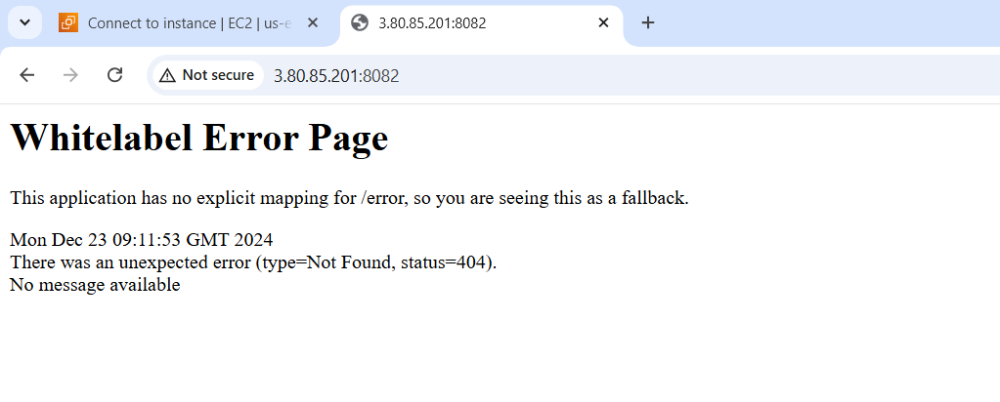 Connect to instance | EC2 | us-e
3.80.85.201:8082
Not secure
3.80.85.201:8082
Whitelabel Error Page
This application has no explicit mapping for /error, so you are seeing this as a fallback.
Mon Dec 23 09:11:53 GMT 2024
There was an unexpected error (type=Not Found, status=404).
No message available